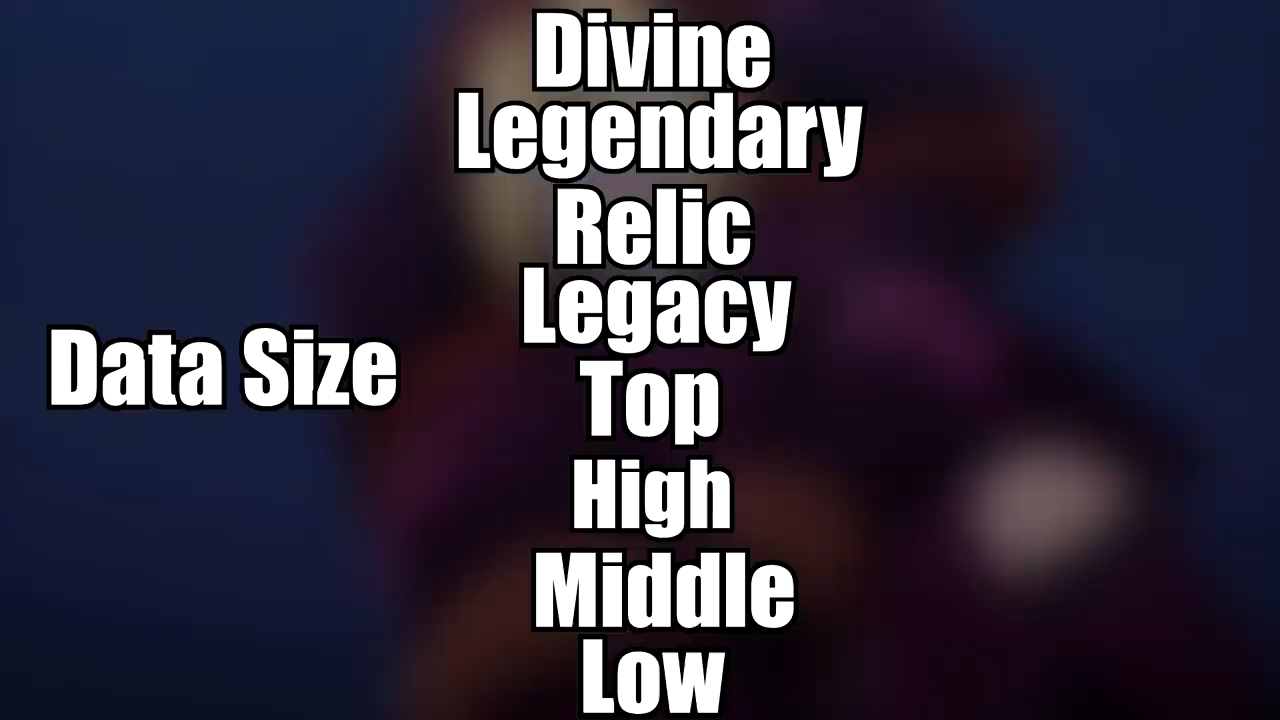 Data Size
Divine
Legendary
Relic
Legacy
Top
High
Middle
Low